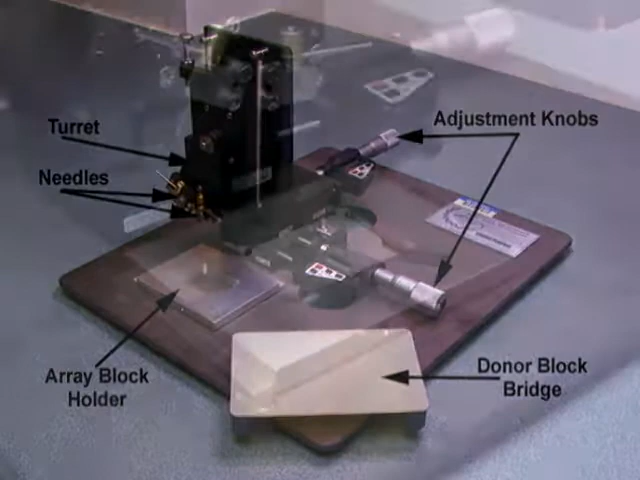 Adjustment Knobs
Turret
Needles
Array Block
Holder
Donor Block
Bridge